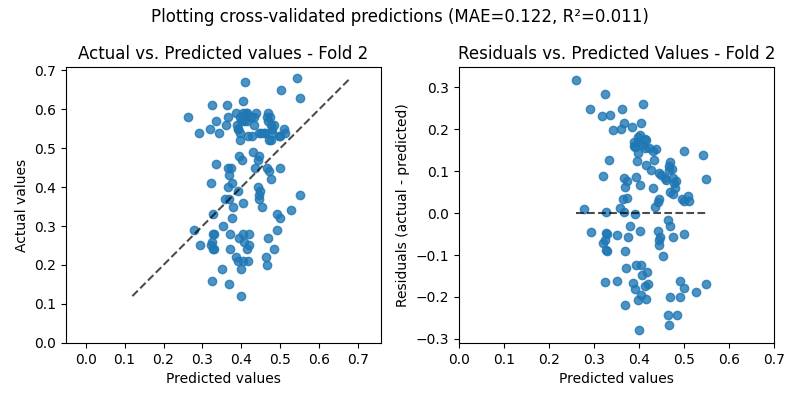 Plotting cross-validated predictions (MAE=0.122, R²=0.011)
Actual vs. Predicted values - Fold 2
Actual values
0.7
0.6
0.5
0.4
0.3
0.2
0.1
0.0
0.0 0.1 0.2 0.3 0.4 0.5 0.6 0.7
Predicted values
Residuals vs. Predicted Values - Fold 2
Residuals (actual - predicted)
0.3
0.2
0.1
0.0
−0.1
−0.2
−0.3
0.0 0.1 0.2 0.3 0.4 0.5 0.6 0.7
Predicted values